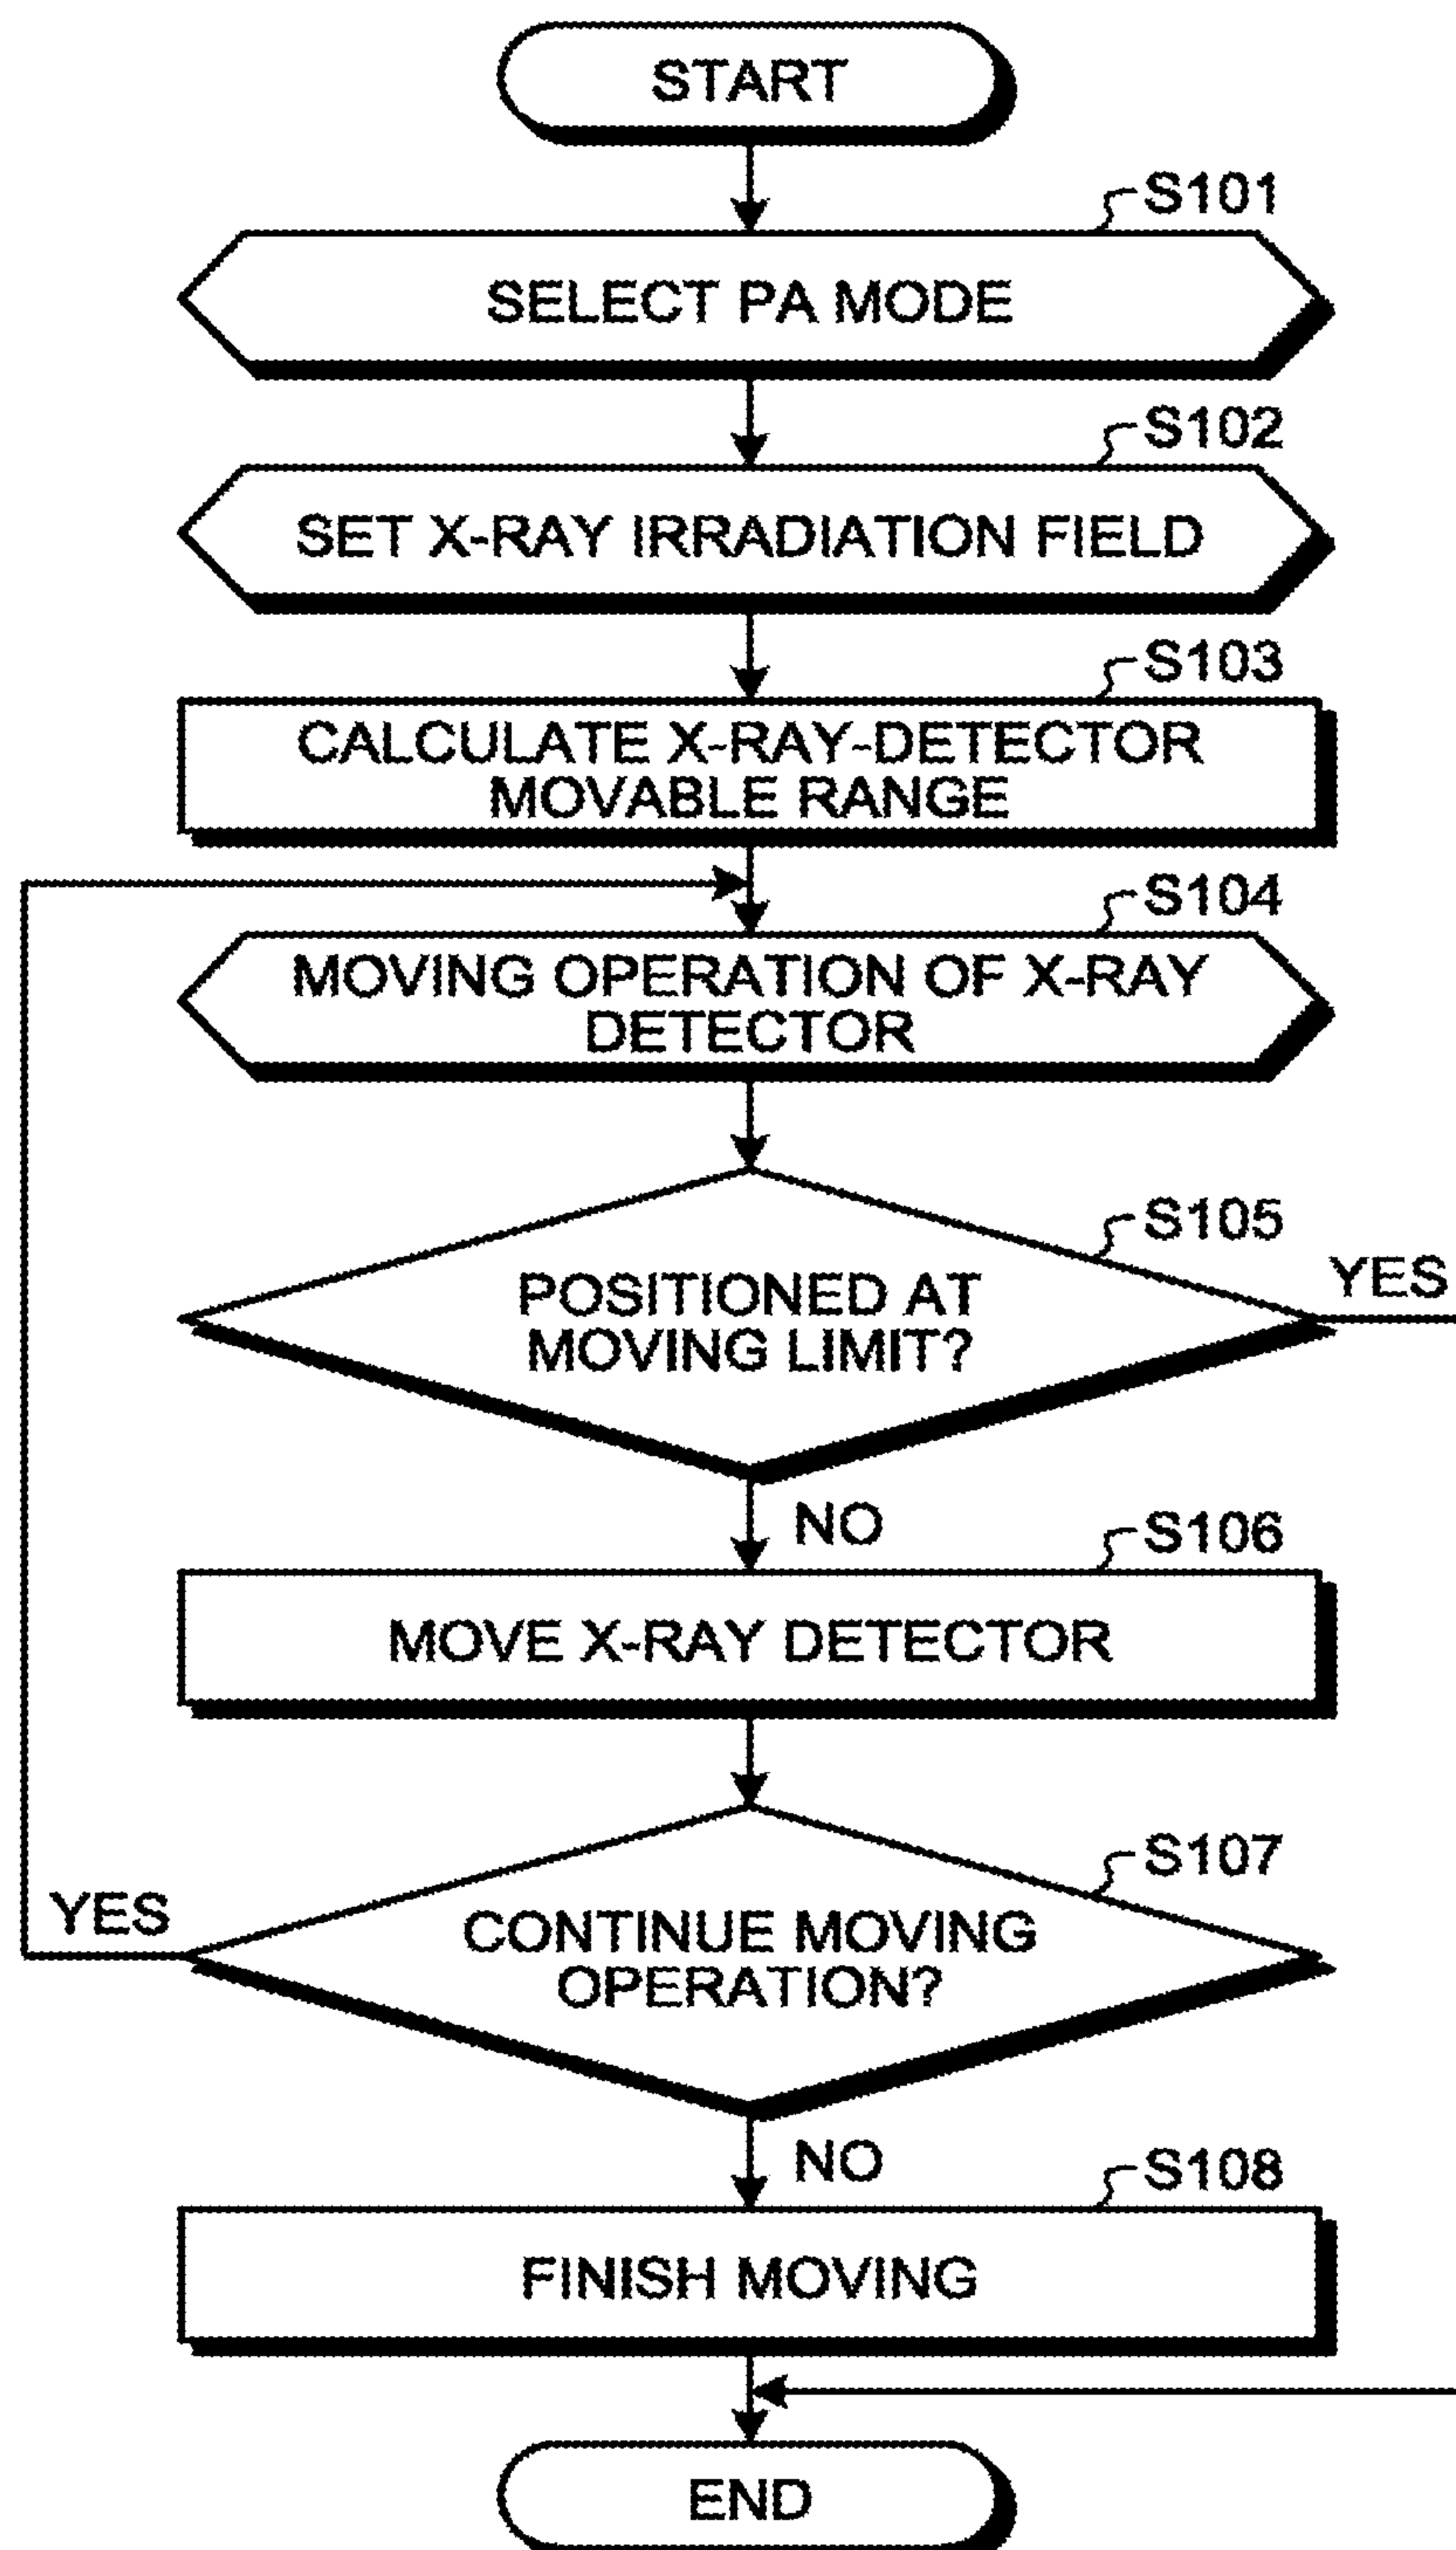 START
S101
SELECT PA MODE
S102
SET X-RAY IRRADIATION FIELD
S103
CALCULATE X-RAY-DETECTOR
MOVABLE RANGE
S104
MOVING OPERATION OF X-RAY
DETECTOR
S105
YES
POSITIONED AT
MOVING LIMIT?
NO
S106
MOVE X-RAY DETECTOR
S107
YES
CONTINUE MOVING
OPERATION?
NO
S108
FINISH MOVING
END